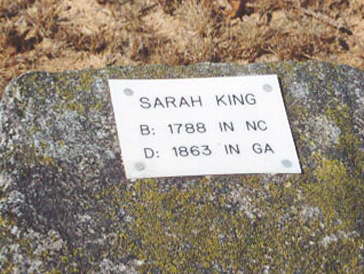 SARAH KING
B: 1788 IN NC
D: 1863 IN GA